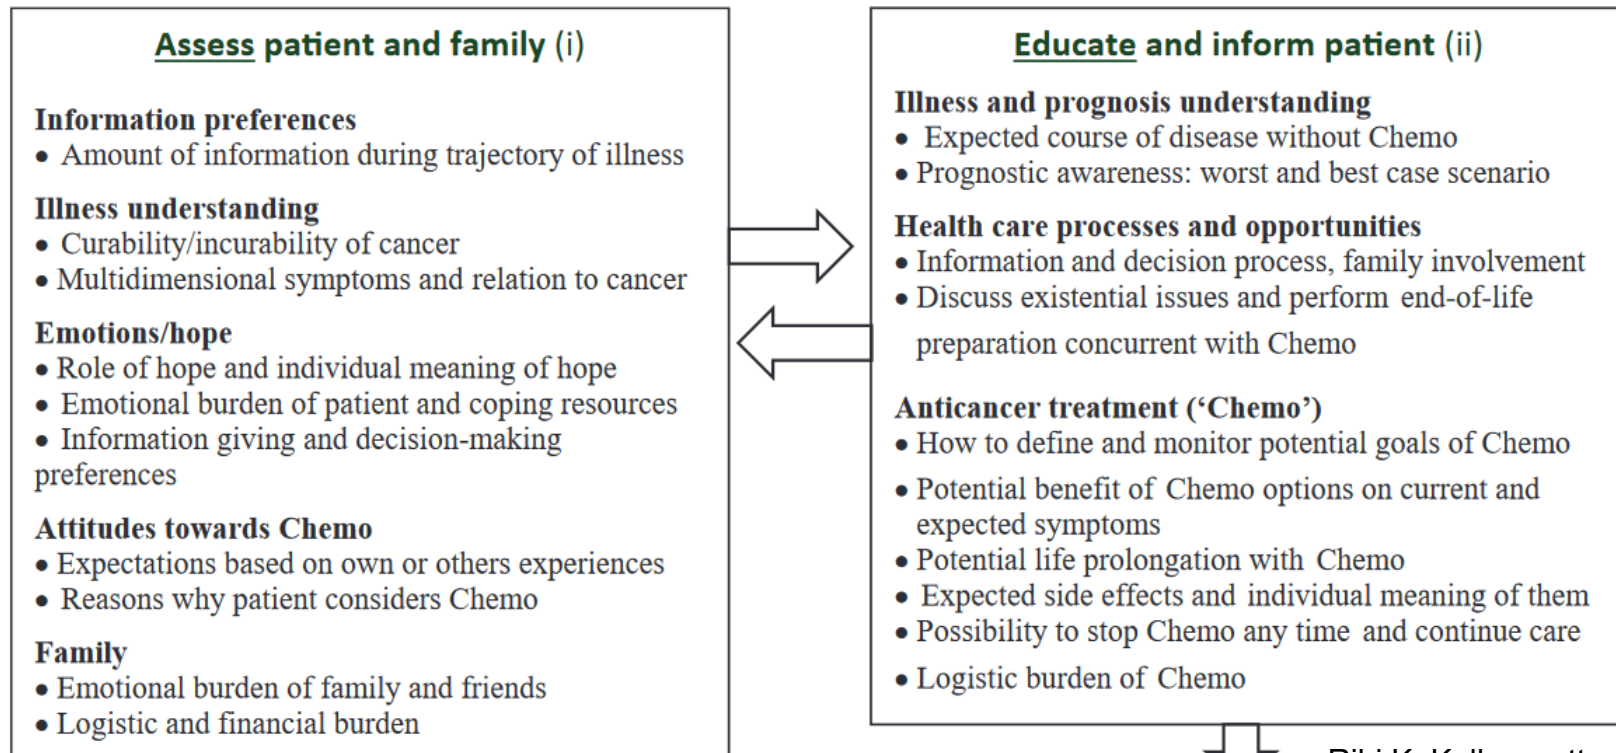 Assess patient and family (i)
Information preferences
• Amount of information during trajectory of illness
Illness understanding
• Curability/incurability of cancer
• Multidimensional symptoms and relation to cancer
Emotions/hope
• Role of hope and individual meaning of hope
• Emotional burden of patient and coping resources
• Information giving and decision-making
preferences
Attitudes towards Chemo
• Expectations based on own or others experiences
• Reasons why patient considers Chemo
Family
• Emotional burden of family and friends
• Logistic and financial burden
Educate and inform patient (ii)
Illness and prognosis understanding
• Expected course of disease without Chemo
• Prognostic awareness: worst and best case scenario
Health care processes and opportunities
• Information and decision process, family involvement
• Discuss existential issues and perform end-of-life
preparation concurrent with Chemo
Anticancer treatment (‘Chemo’)
• How to define and monitor potential goals of Chemo
• Potential benefit of Chemo options on current and
expected symptoms
• Potential life prolongation with Chemo
• Expected side effects and individual meaning of them
• Possibility to stop Chemo any time and continue care
• Logistic burden of Chemo